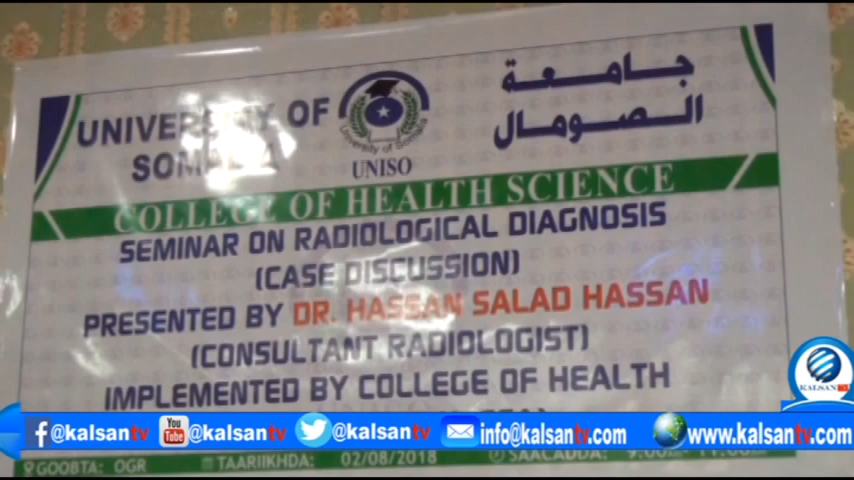 UNIVERSITY OF
SOMALIA
University of Somalia
UNISO
جامعة
الصومال
COLLEGE OF HEALTH SCIENCE
SEMINAR ON RADIOLOGICAL DIAGNOSIS
(CASE DISCUSSION)
PRESENTED BY DR. HASSAN SALAD HASSAN
(CONSULTANT RADIOLOGIST)
IMPLEMENTED BY COLLEGE OF HEALTH
KALSAN
@kalsantv
You Tube @kalsantv
@kalsantv
info@kalsantv.com
www.kalsantv.com
GOOBTA: OGR TAARIIKHDA: 02/08/2018 SAACADDA: